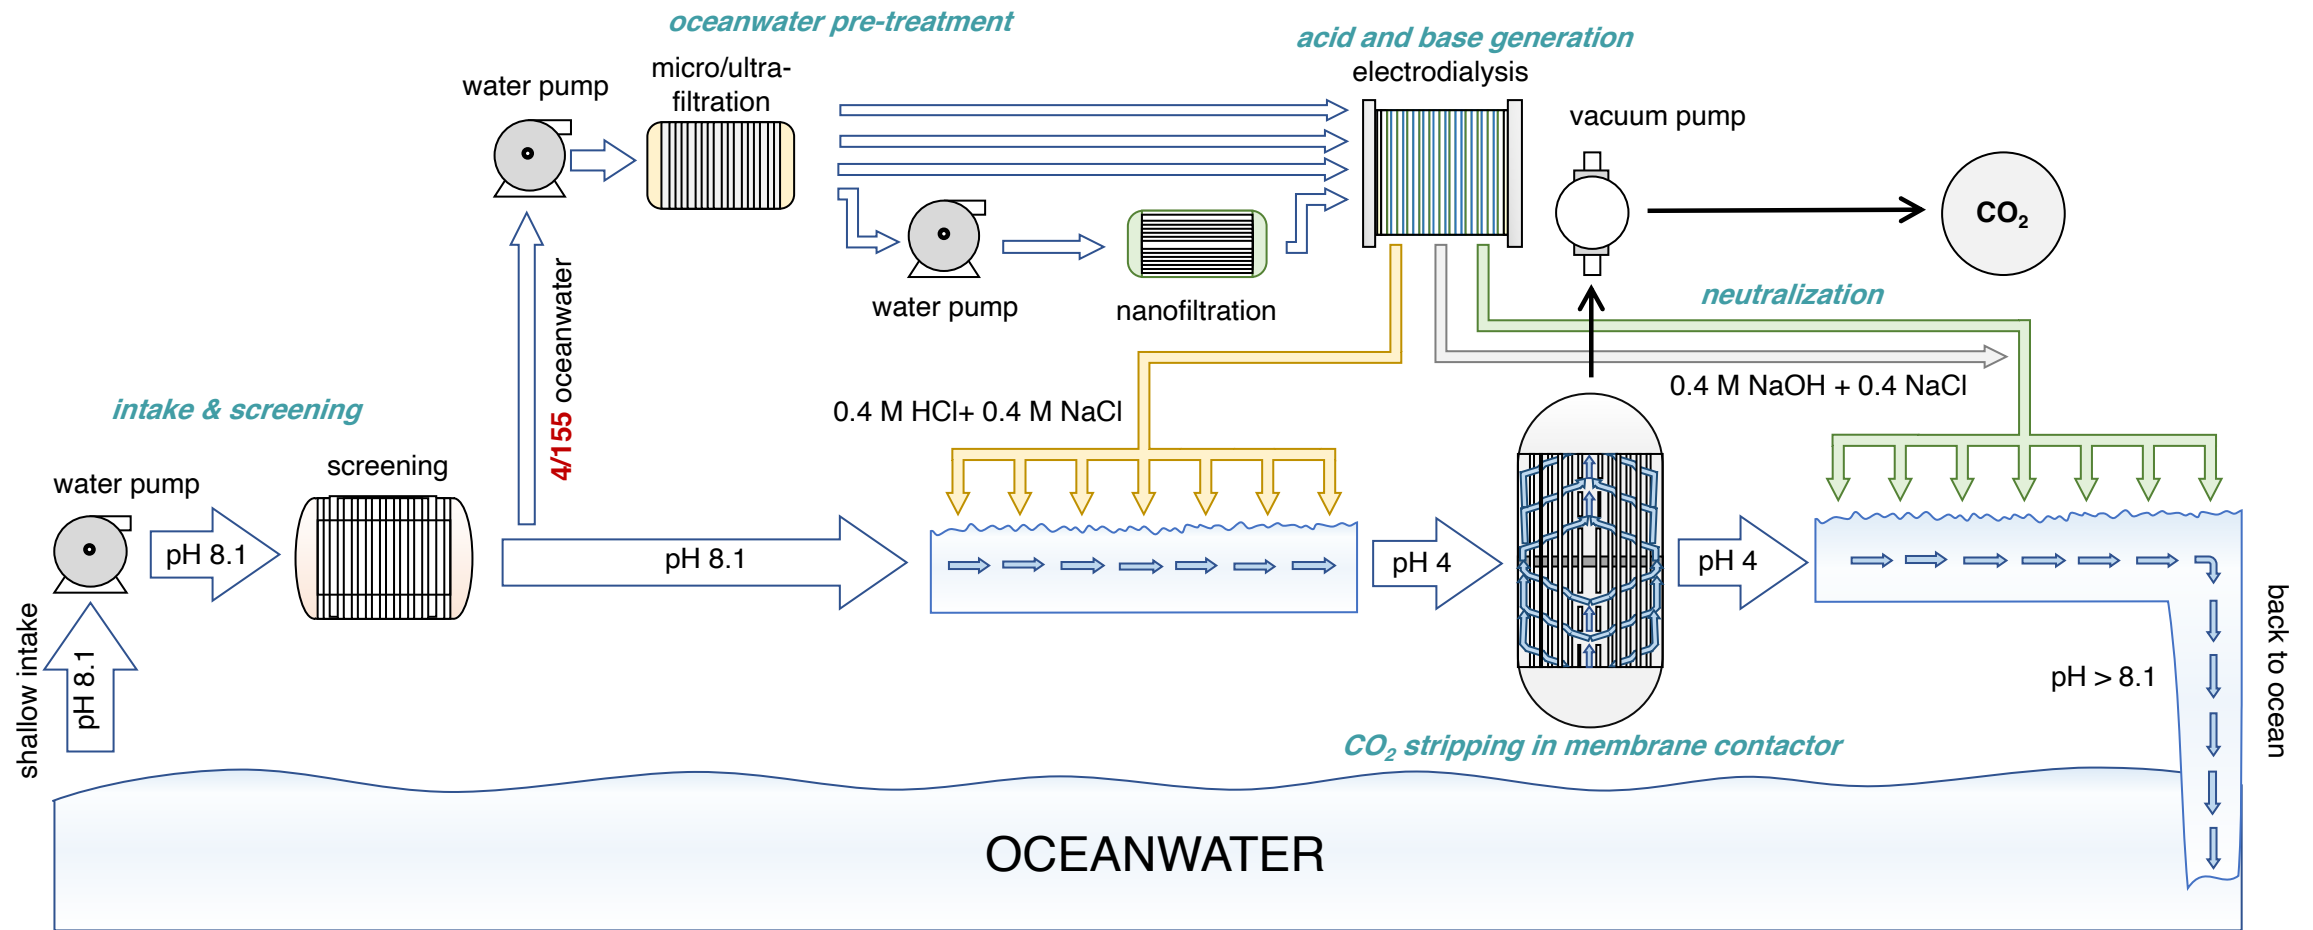 oceanwater pre-treatment
acid and base generation
micro/ultra-
filtration
water pump
electrodialysis
vacuum pump
CO₂
water pump
nanofiltration
neutralization
4/155 oceanwater
0.4 M HCl+ 0.4 M NaCl
0.4 M NaOH + 0.4 NaCl
intake & screening
screening
water pump
pH 8.1
pH 8.1
pH 4
pH 4
shallow intake
pH 8.1
pH > 8.1
back to ocean
CO₂ stripping in membrane contactor
OCEANWATER